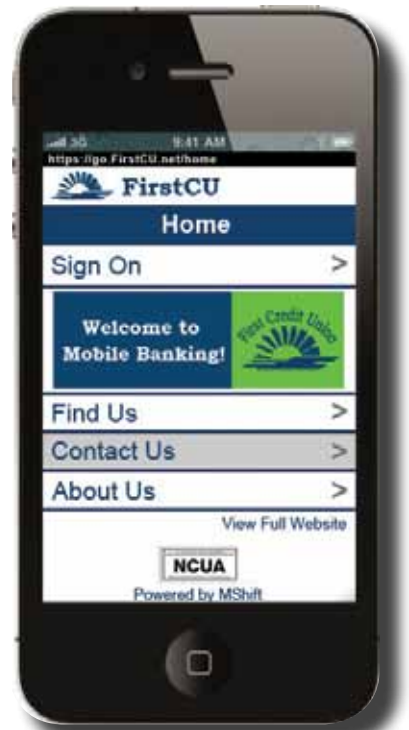 3G 9:41 AM
https://go.FirstCU.net/home
FirstCU
Home
Sign On >
Welcome to
Mobile Banking!
First Credit Union
Find Us >
Contact Us >
About Us >
View Full Website
NCUA
Powered by MShift